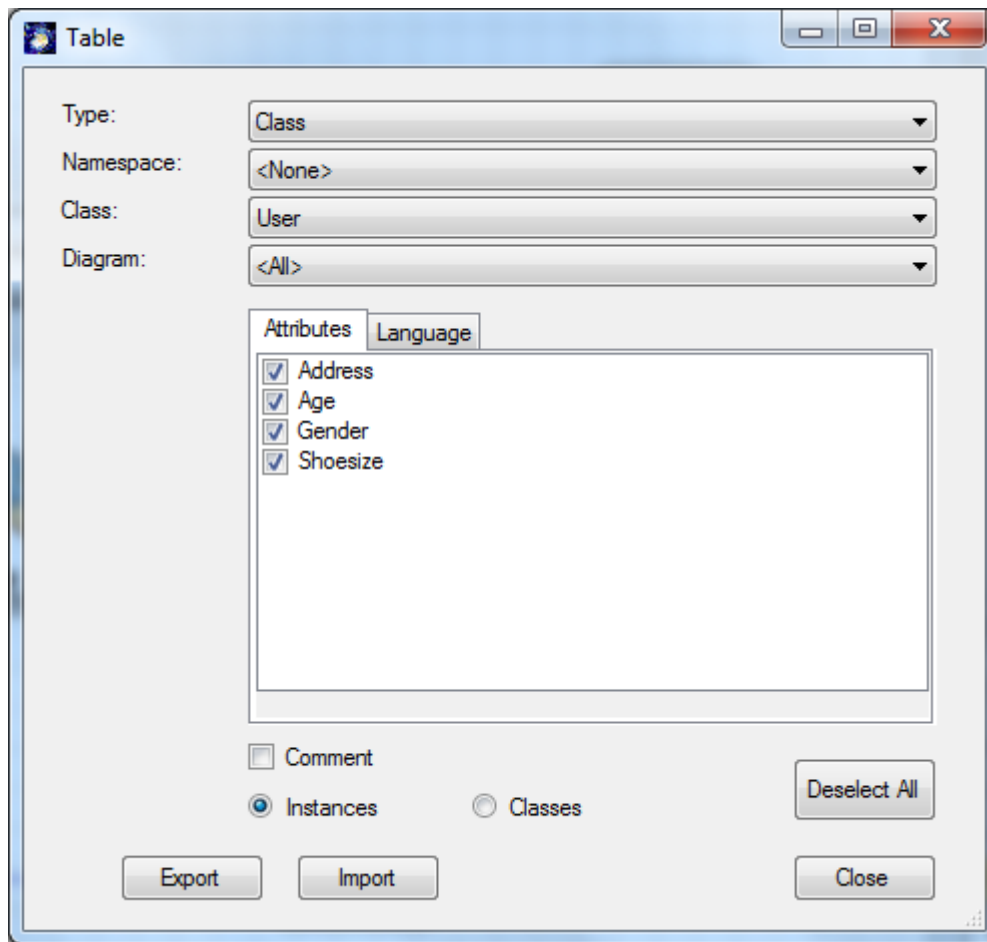 Table
Type: Class
Namespace: <None>
Class: User
Diagram: <All>
Attributes Language
Address
Age
Gender
Shoesize
Comment
Instances Classes
Deselect All
Export Import Close